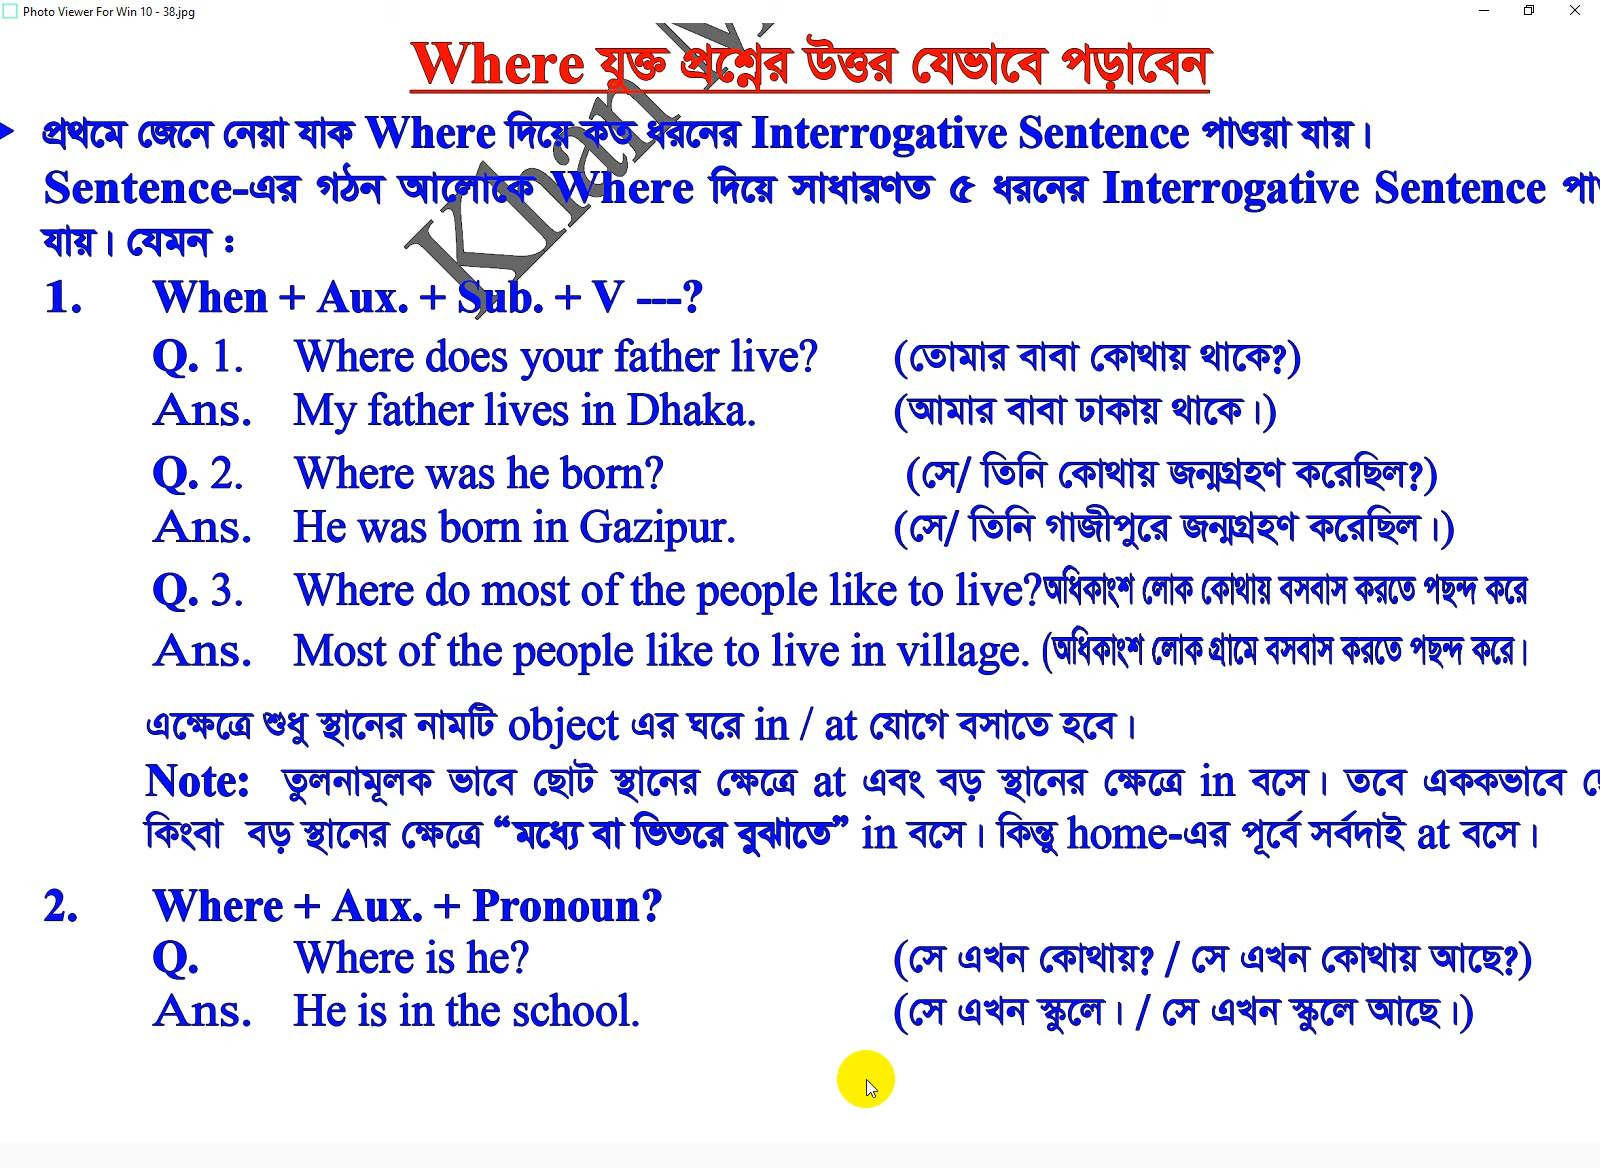 Photo Viewer For Win 10 - 38.jpg
Where যুক্ত প্রশ্নের উত্তর যেভাবে পড়াবেন
প্রথমে জেনে নেয়া যাক Where দিয়ে কত ধরনের Interrogative Sentence পাওয়া যায়।
Sentence-এর গঠন আলোকে Where দিয়ে সাধারণত ৫ ধরনের Interrogative Sentence
যায়। যেমন :
1. When + Aux. + Sub. + V ---?
Q. 1. Where does your father live? (তোমার বাবা কোথায় থাকে?)
Ans. My father lives in Dhaka. (আমার বাবা ঢাকায় থাকে।)
Q. 2. Where was he born? (সে/ তিনি কোথায় জন্মগ্রহণ করেছিল?)
Ans. He was born in Gazipur. (সে/ তিনি গাজীপুরে জন্মগ্রহণ করেছিল।)
Q. 3. Where do most of the people like to live?অধিকাংশ লোক কোথায় বসবাস করতে পছন্দ করে
Ans. Most of the people like to live in village. (অধিকাংশ লোক গ্রামে বসবাস করতে পছন্দ করে।
এক্ষেত্রে শুধু স্থানের নামটি object এর ঘরে in / at যোগে বসাতে হবে।
Note: তুলনামূলক ভাবে ছোট স্থানের ক্ষেত্রে at এবং বড় স্থানের ক্ষেত্রে in বসে। তবে এককভাবে
কিংবা বড় স্থানের ক্ষেত্রে “মধ্যে বা ভিতরে বুঝাতে” in বসে। কিন্তু home-এর পূর্বে সর্বদাই at বসে।
2. Where + Aux. + Pronoun?
Q. Where is he? (সে এখন কোথায়? / সে এখন কোথায় আছে?)
Ans. He is in the school. (সে এখন স্কুলে। / সে এখন স্কুলে আছে।)
Khan